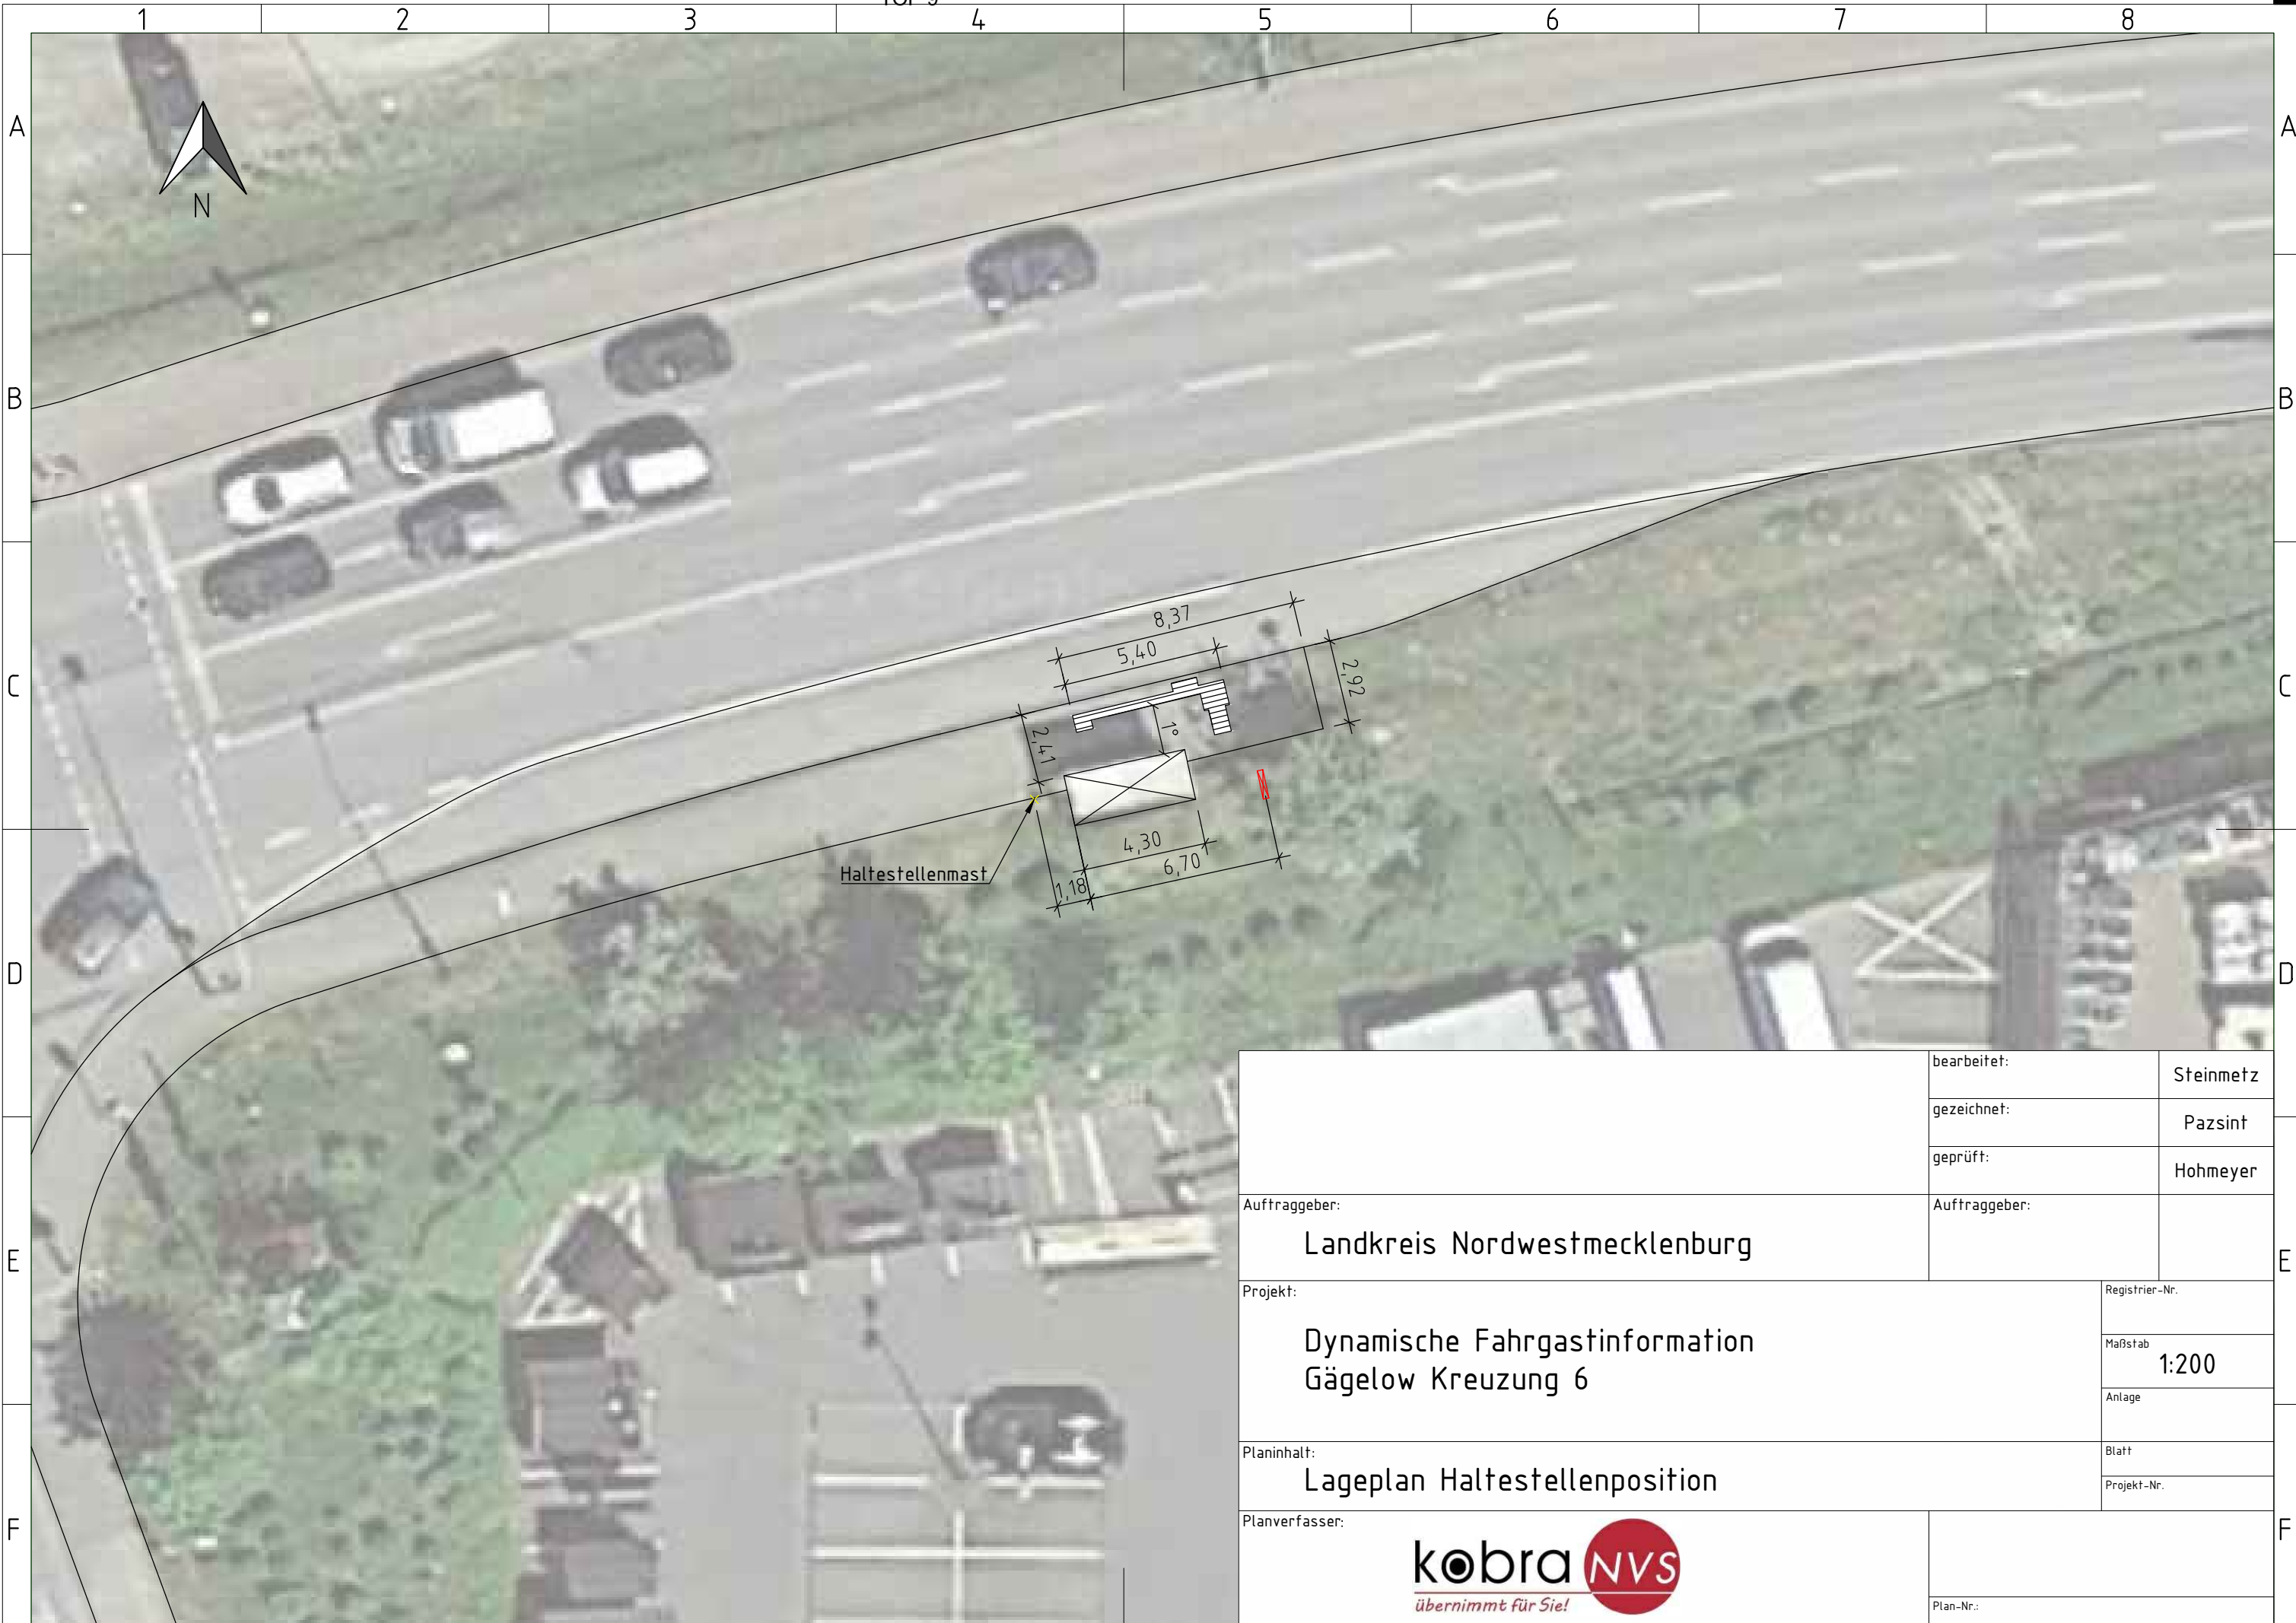 1 2 3 4 5 6 7 8
A A
N
B B
8,37
5,40
2,92
C C
2,41
4,30
6,70
1,18
Haltestellenmast
D D
bearbeitet: Steinmetz
gezeichnet: Pazsint
geprüft: Hohmeyer
Auftraggeber: Auftraggeber:
Landkreis Nordwestmecklenburg
E E
Projekt: Registrier-Nr.
Dynamische Fahrgastinformation
Gägelow Kreuzung 6
Maßstab
1:200
Anlage
Planinhalt: Blatt
Lageplan Haltestellenposition
Projekt-Nr.
Planverfasser:
F F
kobra NVS
übernimmt für Sie!
Plan-Nr.: